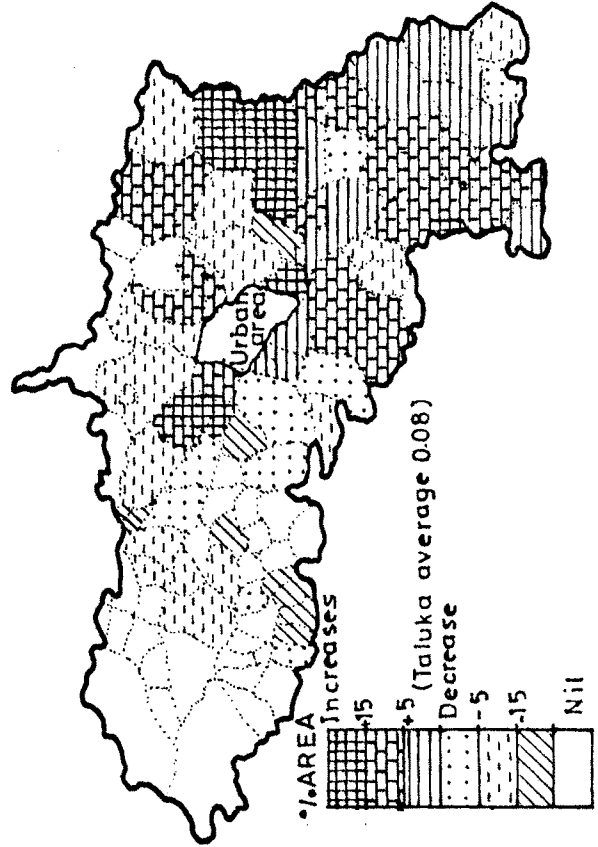 Urban
area
°/.AREA
Increases
+15
+5
(Taluka average 0.08)
Decrease
-5
-15
Nil